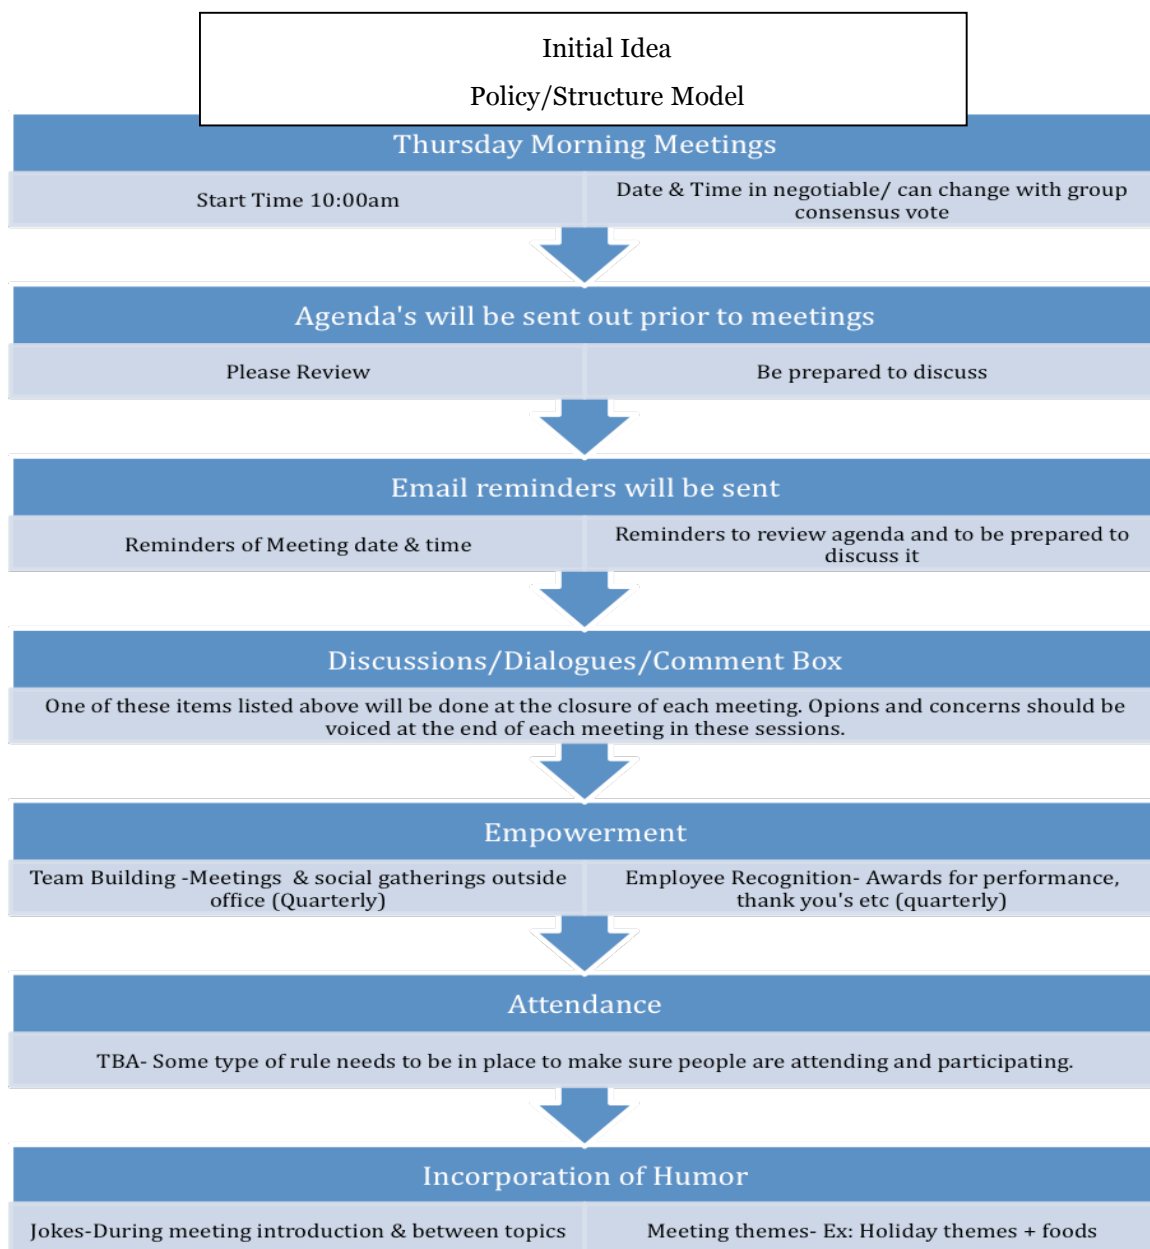 Initial Idea
Policy/Structure Model
Thursday Morning Meetings
Start Time 10:00am
Date & Time in negotiable/ can change with group
consensus vote
Agenda's will be sent out prior to meetings
Please Review
Be prepared to discuss
Email reminders will be sent
Reminders of Meeting date & time
Reminders to review agenda and to be prepared to
discuss it
Discussions/Dialogues/Comment Box
One of these items listed above will be done at the closure of each meeting. Opions and concerns should be
voiced at the end of each meeting in these sessions.
Empowerment
Team Building -Meetings & social gatherings outside
office (Quarterly)
Employee Recognition- Awards for performance,
thank you's etc (quarterly)
Attendance
TBA- Some type of rule needs to be in place to make sure people are attending and participating.
Incorporation of Humor
Jokes-During meeting introduction & between topics
Meeting themes- Ex: Holiday themes + foods